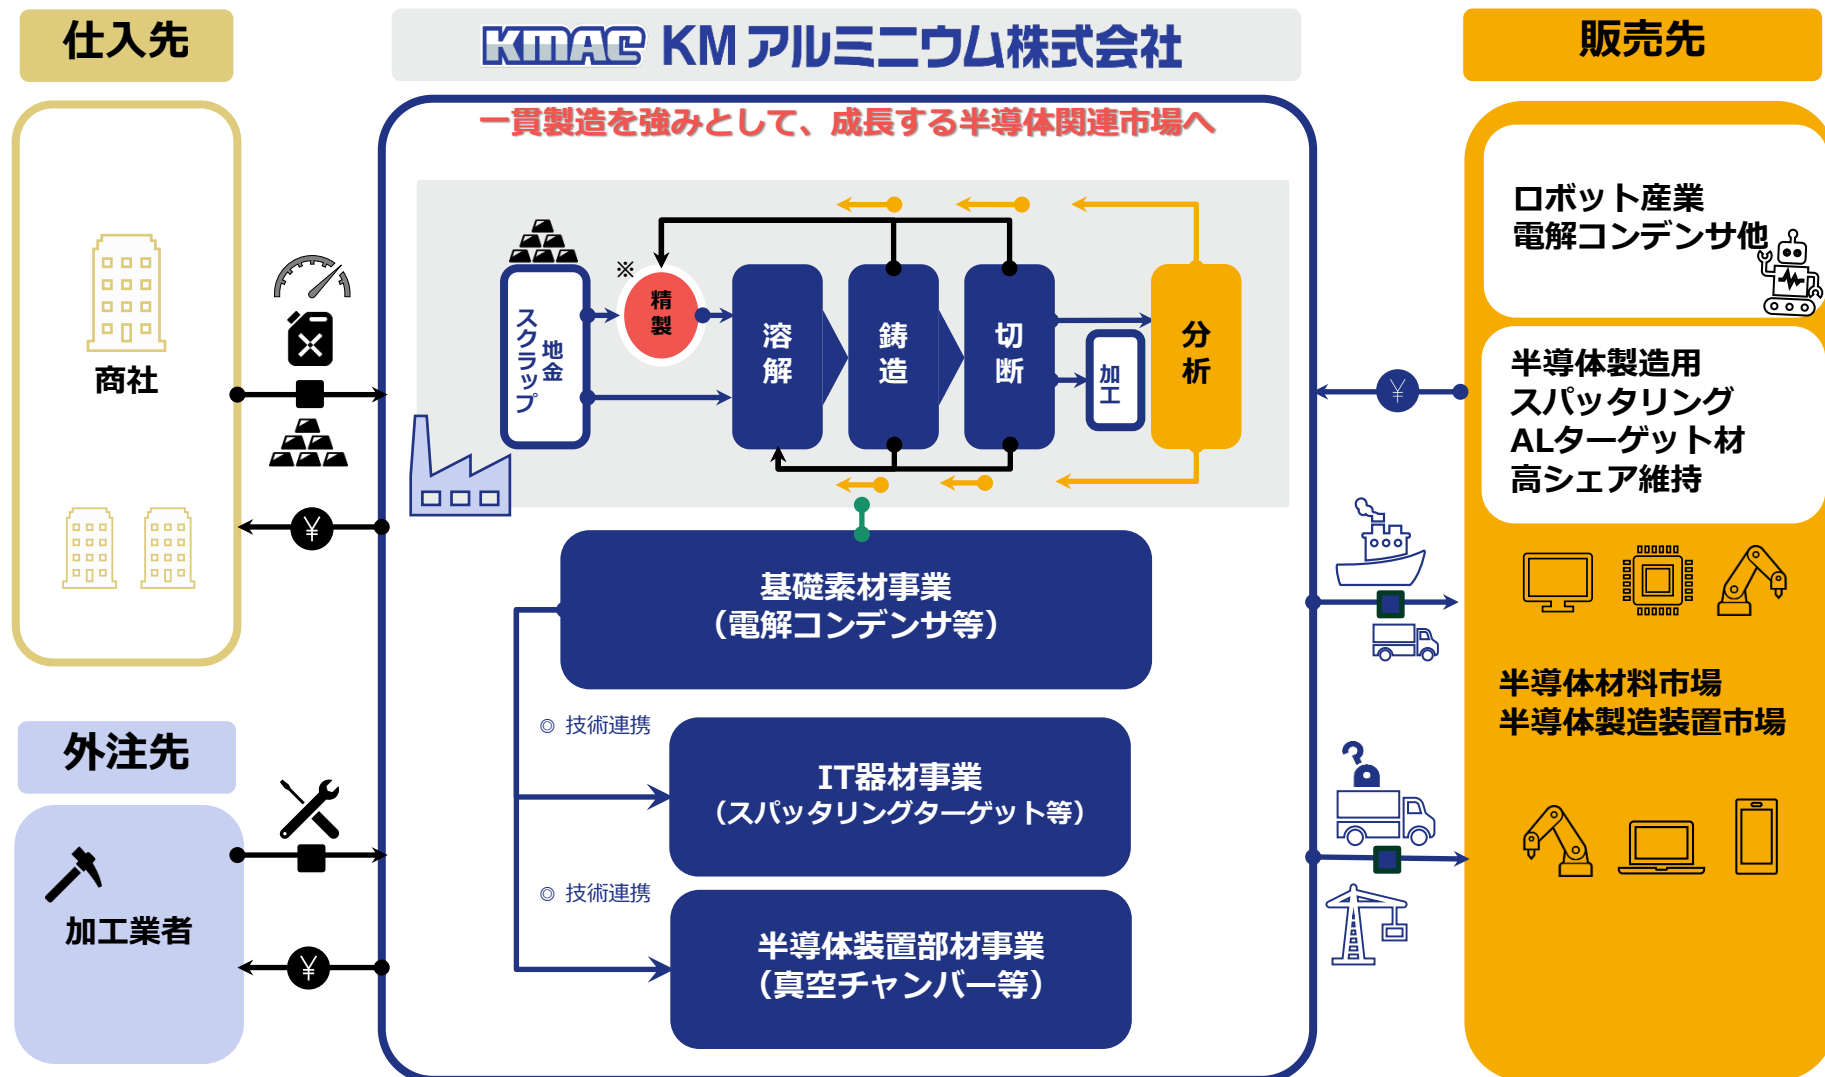 仕入先
KMAC KMアルミニウム株式会社
販売先
一貫製造を強みとして、成長する半導体関連市場へ
商社
¥
外注先
加工業者
¥
地金
スクラップ
※
精製
溶解
鋳造
切断
加工
分析
基礎素材事業
（電解コンデンサ等）
◎ 技術連携
IT器材事業
（スパッタリングターゲット等）
◎ 技術連携
半導体装置部材事業
（真空チャンバー等）
¥
ロボット産業
電解コンデンサ他
半導体製造用
スパッタリング
ALターゲット材
高シェア維持
半導体材料市場
半導体製造装置市場